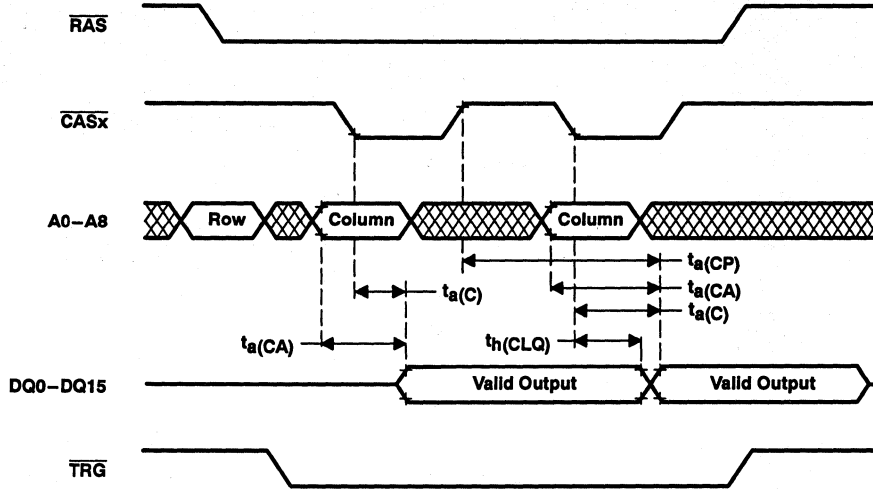 RAS
CASx
A0–A8 Row Column Column
ta(CP)
ta(CA)
ta(C) ta(C)
ta(CA) th(CLQ)
DQ0–DQ15 Valid Output Valid Output
TRG